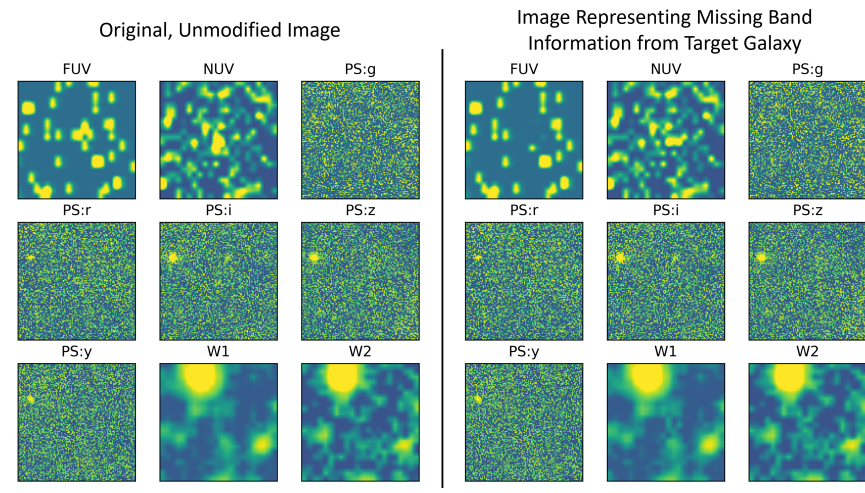 Original, Unmodified Image
FUV
NUV
PS:g
PS:r
PS:i
PS:z
PS:y
W1
W2
Image Representing Missing Band
Information from Target Galaxy
FUV
NUV
PS:g
PS:r
PS:i
PS:z
PS:y
W1
W2